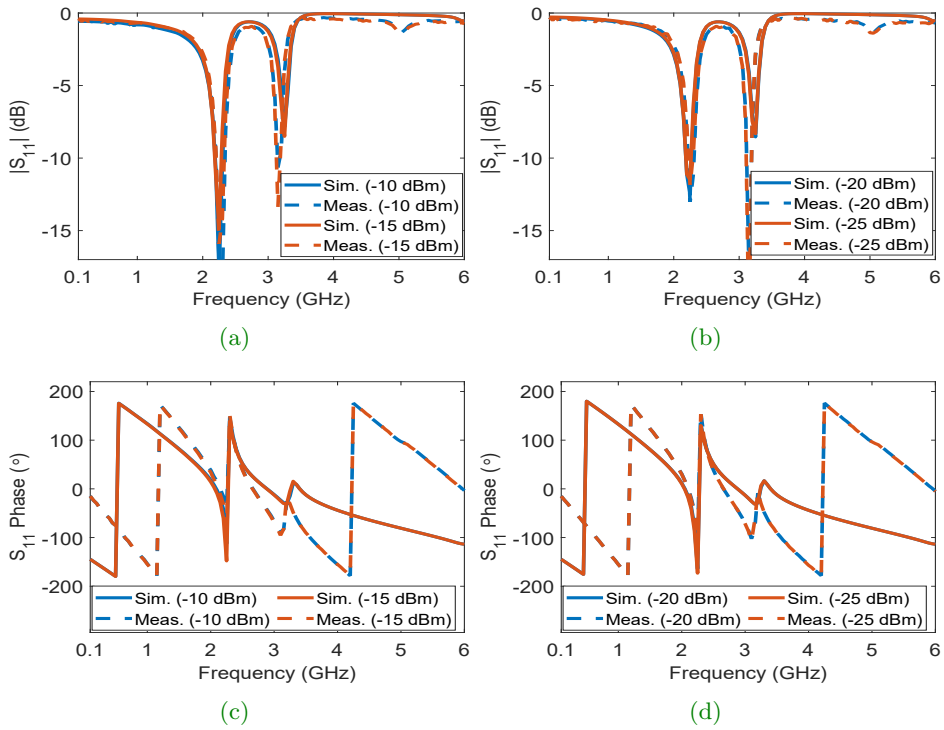 0
-5
-10
-15
|S11| (dB)
Sim. (-10 dBm)
Meas. (-10 dBm)
Sim. (-15 dBm)
Meas. (-15 dBm)
0.1 1 2 3 4 5 6
Frequency (GHz)
(a)
0
-5
-10
-15
|S11| (dB)
Sim. (-20 dBm)
Meas. (-20 dBm)
Sim. (-25 dBm)
Meas. (-25 dBm)
0.1 1 2 3 4 5 6
Frequency (GHz)
(b)
200
100
0
-100
-200
S11 Phase (°)
Sim. (-10 dBm) Sim. (-15 dBm)
Meas. (-10 dBm) Meas. (-15 dBm)
0.1 1 2 3 4 5 6
Frequency (GHz)
(c)
200
100
0
-100
-200
S11 Phase (°)
Sim. (-20 dBm) Sim. (-25 dBm)
Meas. (-20 dBm) Meas. (-25 dBm)
0.1 1 2 3 4 5 6
Frequency (GHz)
(d)